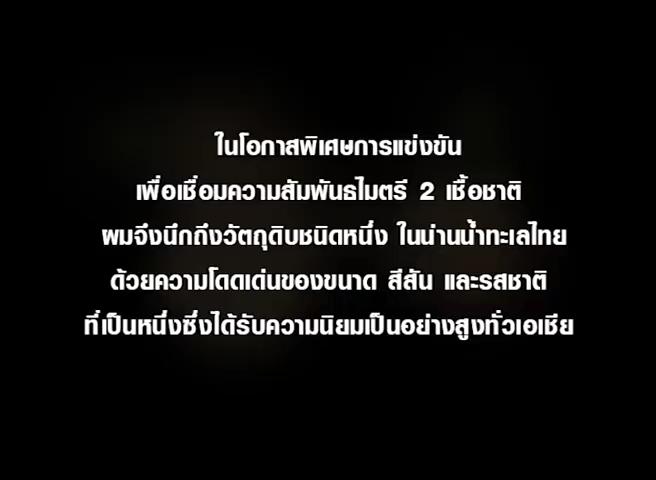 ในโอกาสพิเศษการแข่งขัน
เพื่อเชื่อมความสัมพันธไมตรี 2 เชื้อชาติ
ผมจึงนึกถึงวัตถุดิบชนิดหนึ่ง ในน่านน้ำทะเลไทย
ด้วยความโดดเด่นของขนาด สีสัน และรสชาติ
ที่เป็นหนึ่งซึ่งได้รับความนิยมเป็นอย่างสูงทั่วเอเชีย